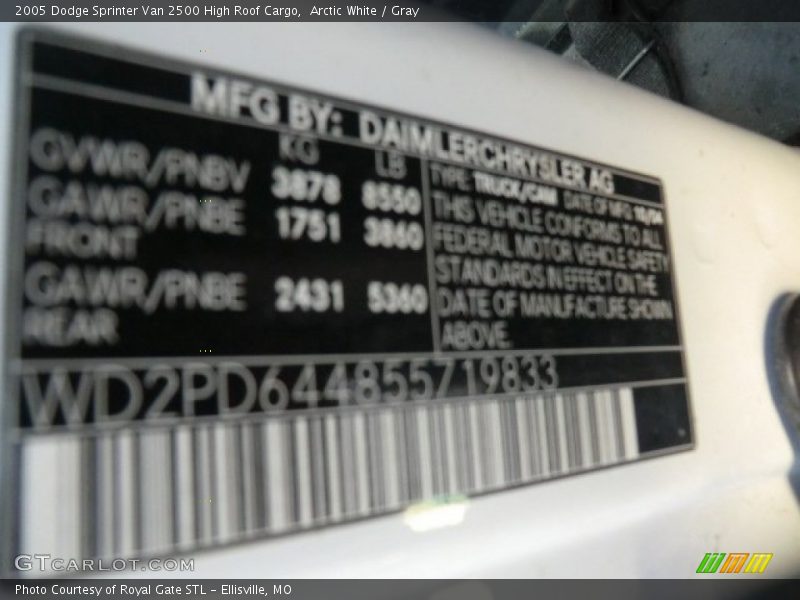 2005 Dodge Sprinter Van 2500 High Roof Cargo,  Arctic White / Gray
MFG BY: DAIMLERCHRYSLER AG
KG LB
GVWR/PNBV 3878 8550
GAWR/PNBE 1751 3860
FRONT
GAWR/PNBE 2431 5360
REAR
TYPE: TRUCK/CAM DATE OF MFG 10/04
THIS VEHICLE CONFORMS TO ALL
FEDERAL MOTOR VEHICLE SAFETY
STANDARDS IN EFFECT ON THE
DATE OF MANUFACTURE SHOWN
ABOVE.
WD2PD644855719833
GTCARLOT.COM
Photo Courtesy of Royal Gate STL – Ellisville, MO